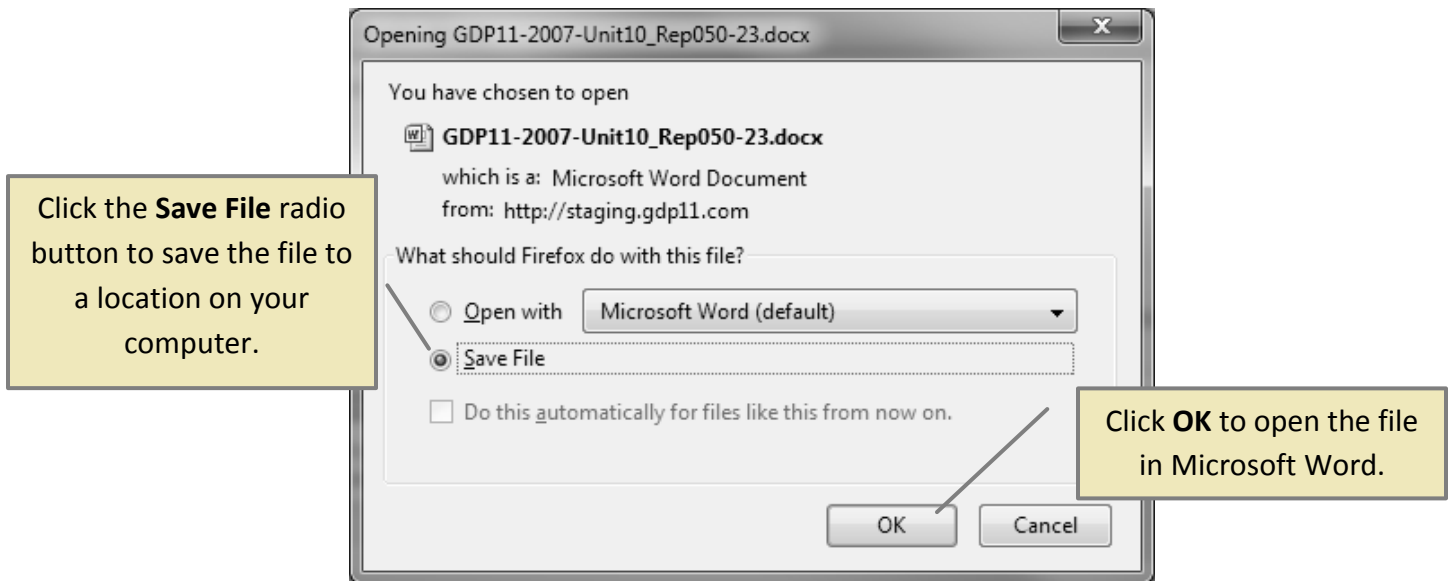 Opening GDP11-2007-Unit10_Rep050-23.docx
x
You have chosen to open
GDP11-2007-Unit10_Rep050-23.docx
which is a: Microsoft Word Document
from: http://staging.gdp11.com
Click the Save File radio
button to save the file to
a location on your
computer.
What should Firefox do with this file?
Open with Microsoft Word (default)
Save File
Do this automatically for files like this from now on.
Click OK to open the file
in Microsoft Word.
OK Cancel